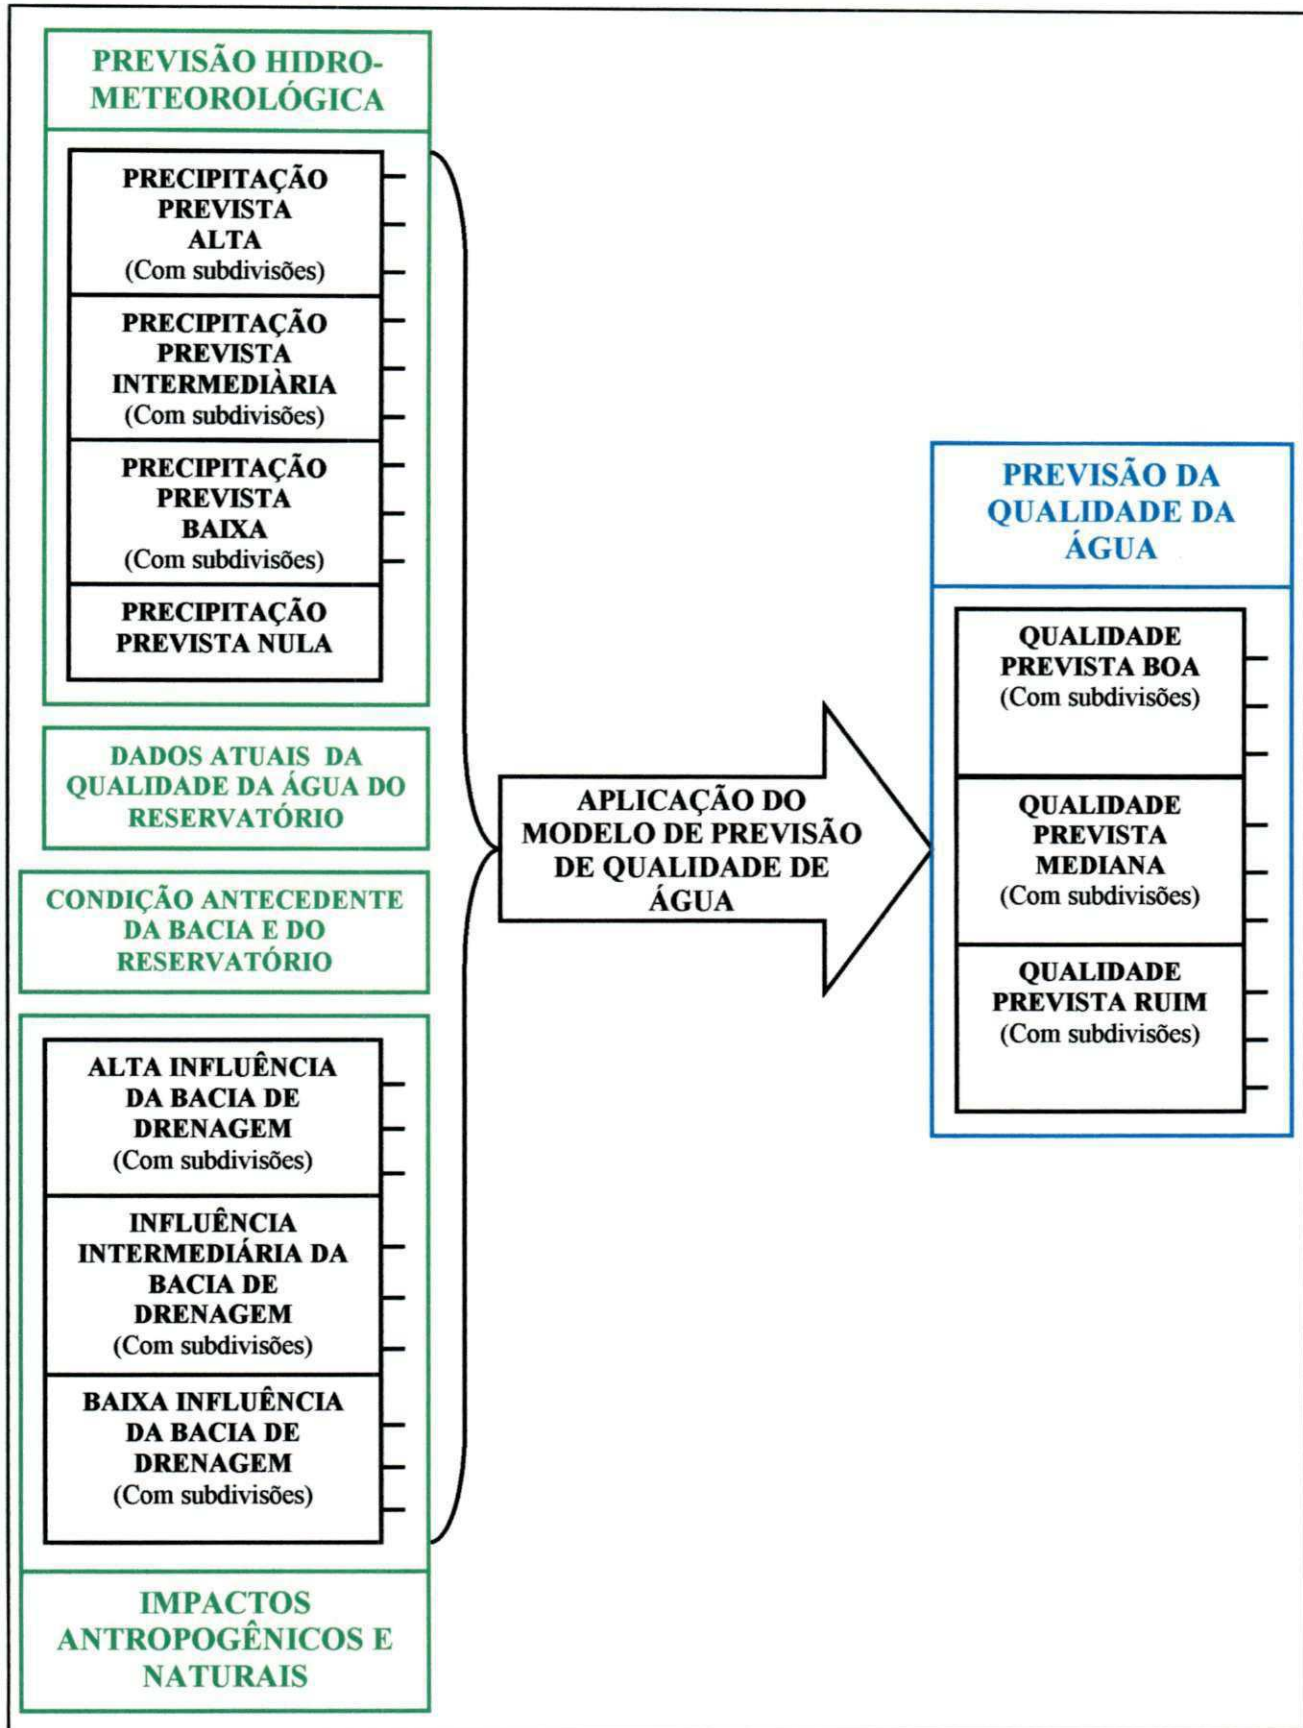 PREVISÃO HIDRO-
METEOROLÓGICA
PRECIPITAÇÃO
PREVISTA
ALTA
(Com subdivisões)
PRECIPITAÇÃO
PREVISTA
INTERMEDIÀRIA
(Com subdivisões)
PRECIPITAÇÃO
PREVISTA
BAIXA
(Com subdivisões)
PRECIPITAÇÃO
PREVISTA NULA
DADOS ATUAIS DA
QUALIDADE DA ÁGUA DO
RESERVATÓRIO
CONDIÇÃO ANTECEDENTE
DA BACIA E DO
RESERVATÓRIO
ALTA INFLUÊNCIA
DA BACIA DE
DRENAGEM
(Com subdivisões)
INFLUÊNCIA
INTERMEDIÁRIA DA
BACIA DE
DRENAGEM
(Com subdivisões)
BAIXA INFLUÊNCIA
DA BACIA DE
DRENAGEM
(Com subdivisões)
IMPACTOS
ANTROPOGÊNICOS E
NATURAIS
APLICAÇÃO DO
MODELO DE PREVISÃO
DE QUALIDADE DE
ÁGUA
PREVISÃO DA
QUALIDADE DA
ÁGUA
QUALIDADE
PREVISTA BOA
(Com subdivisões)
QUALIDADE
PREVISTA
MEDIANA
(Com subdivisões)
QUALIDADE
PREVISTA RUIM
(Com subdivisões)